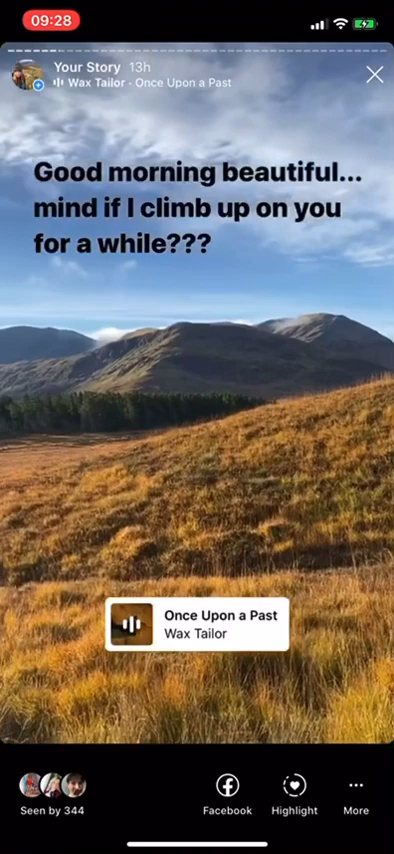 09:28
Your Story 13h
Wax Tailor · Once Upon a Past
Good morning beautiful...
mind if I climb up on you
for a while???
Once Upon a Past
Wax Tailor
Seen by 344
Facebook
Highlight
More